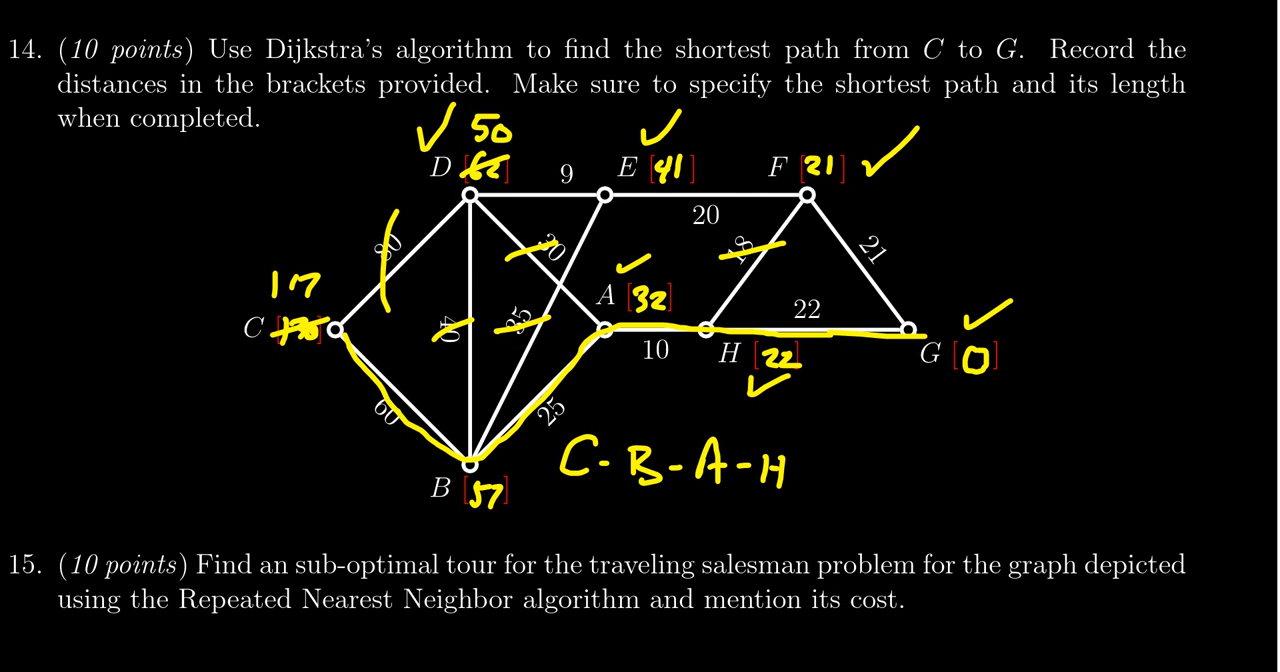 14. (10 points) Use Dijkstra's algorithm to find the shortest path from C to G. Record the
distances in the brackets provided. Make sure to specify the shortest path and its length
when completed.
50
D [62] 9 E [41] F [21]
20
80 30 18 21
117
A [32]
22
C [ ] 40 35
10 H [22] G [0]
60 25
C-B-A-H
B [57]
15. (10 points) Find an sub-optimal tour for the traveling salesman problem for the graph depicted
using the Repeated Nearest Neighbor algorithm and mention its cost.